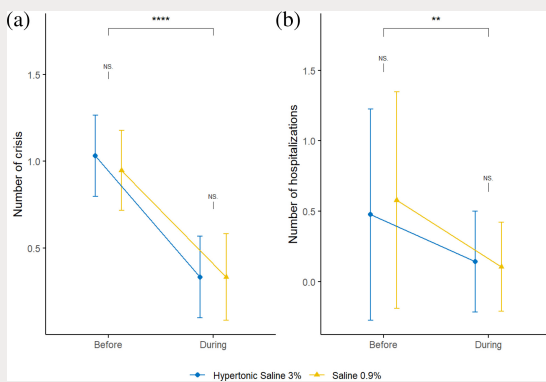 (a)
****
NS.
NS.
Number of crisis
1.5
1.0
0.5
Before
During
(b)
**
NS.
NS.
Number of hospitalizations
1.5
1.0
0.5
0.0
Before
During
Hypertonic Saline 3%
Saline 0.9%